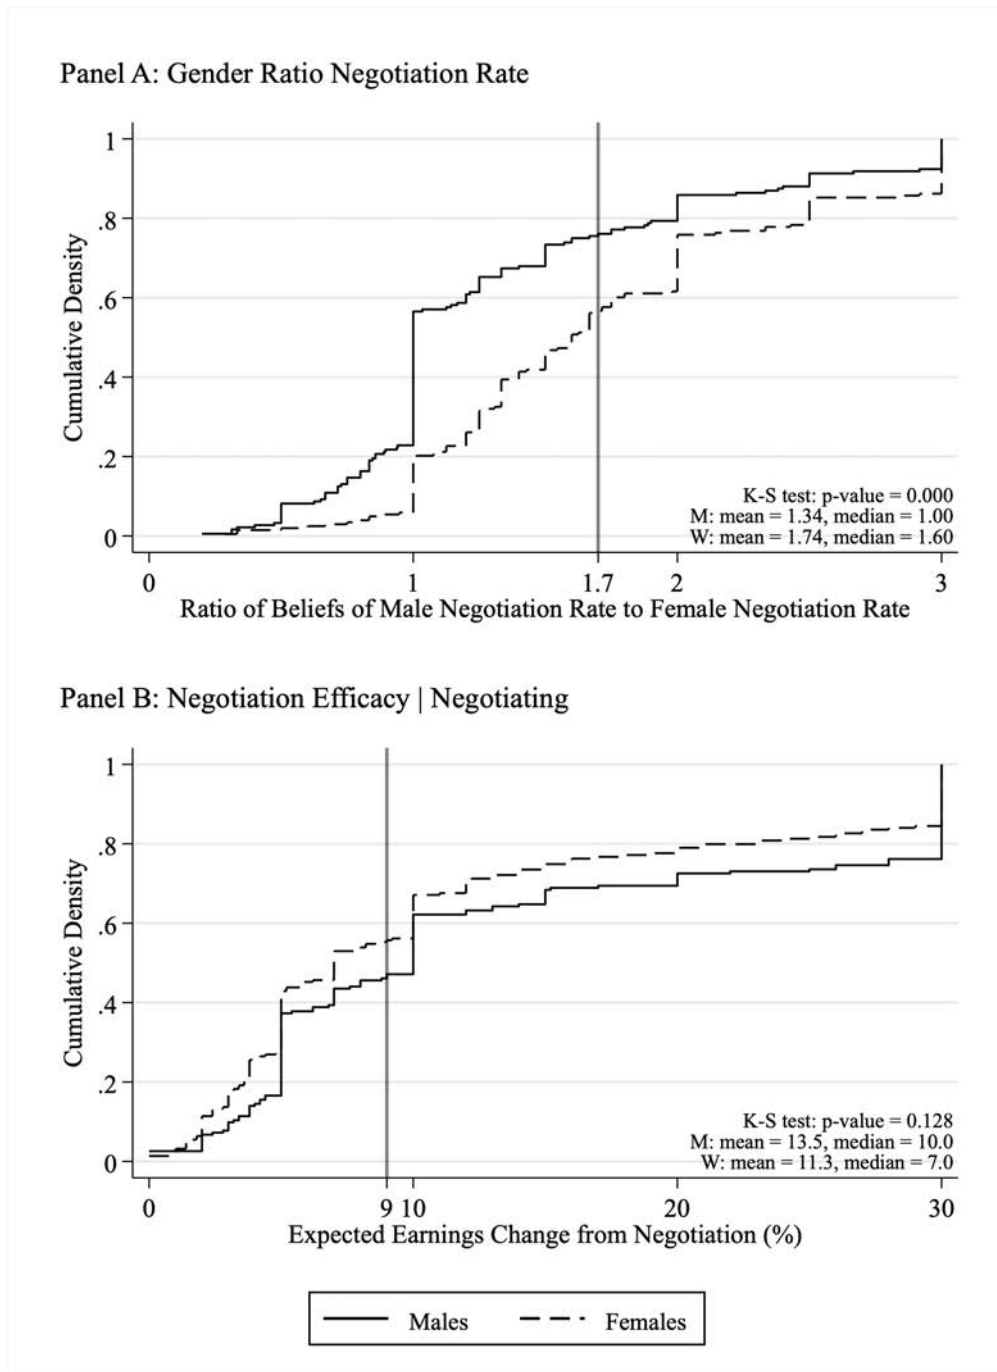 Panel A: Gender Ratio Negotiation Rate
1
.8
.6
.4
.2
0
Cumulative Density
K-S test: p-value = 0.000
M: mean = 1.34, median = 1.00
W: mean = 1.74, median = 1.60
0 1 1.7 2 3
Ratio of Beliefs of Male Negotiation Rate to Female Negotiation Rate
Panel B: Negotiation Efficacy | Negotiating
1
.8
.6
.4
.2
0
Cumulative Density
K-S test: p-value = 0.128
M: mean = 13.5, median = 10.0
W: mean = 11.3, median = 7.0
0 9 10 20 30
Expected Earnings Change from Negotiation (%)
Males Females